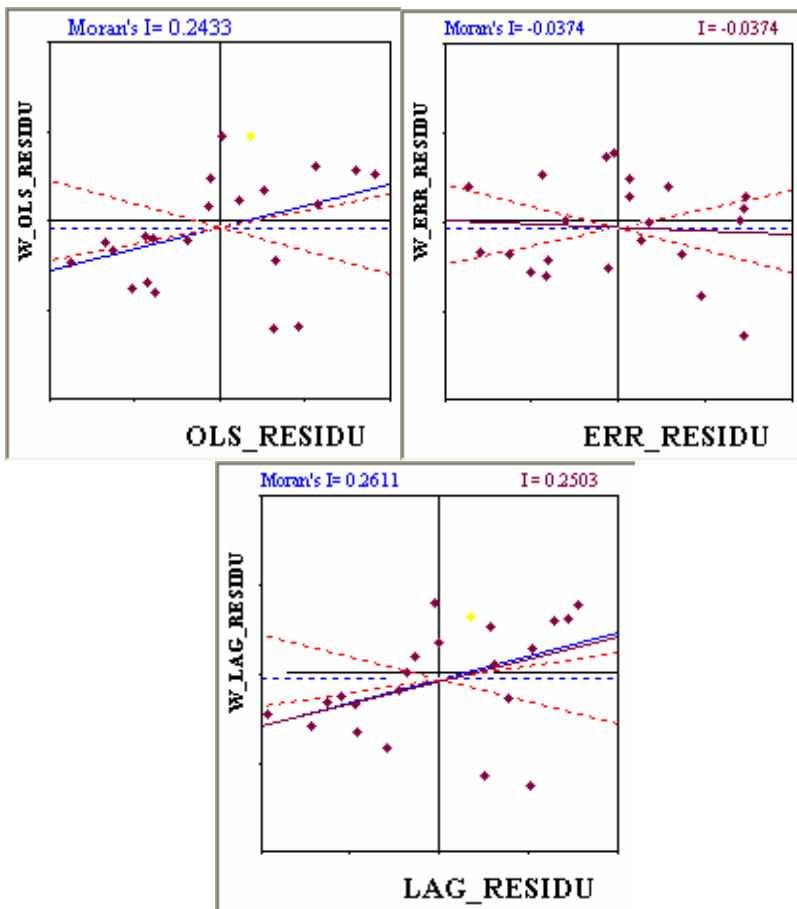 Moran's I= 0.2433
W_OLS_RESIDU
OLS_RESIDU
Moran's I= -0.0374
I= -0.0374
W_ERR_RESIDU
ERR_RESIDU
Moran's I= 0.2611
I= 0.2503
W_LAG_RESIDU
LAG_RESIDU